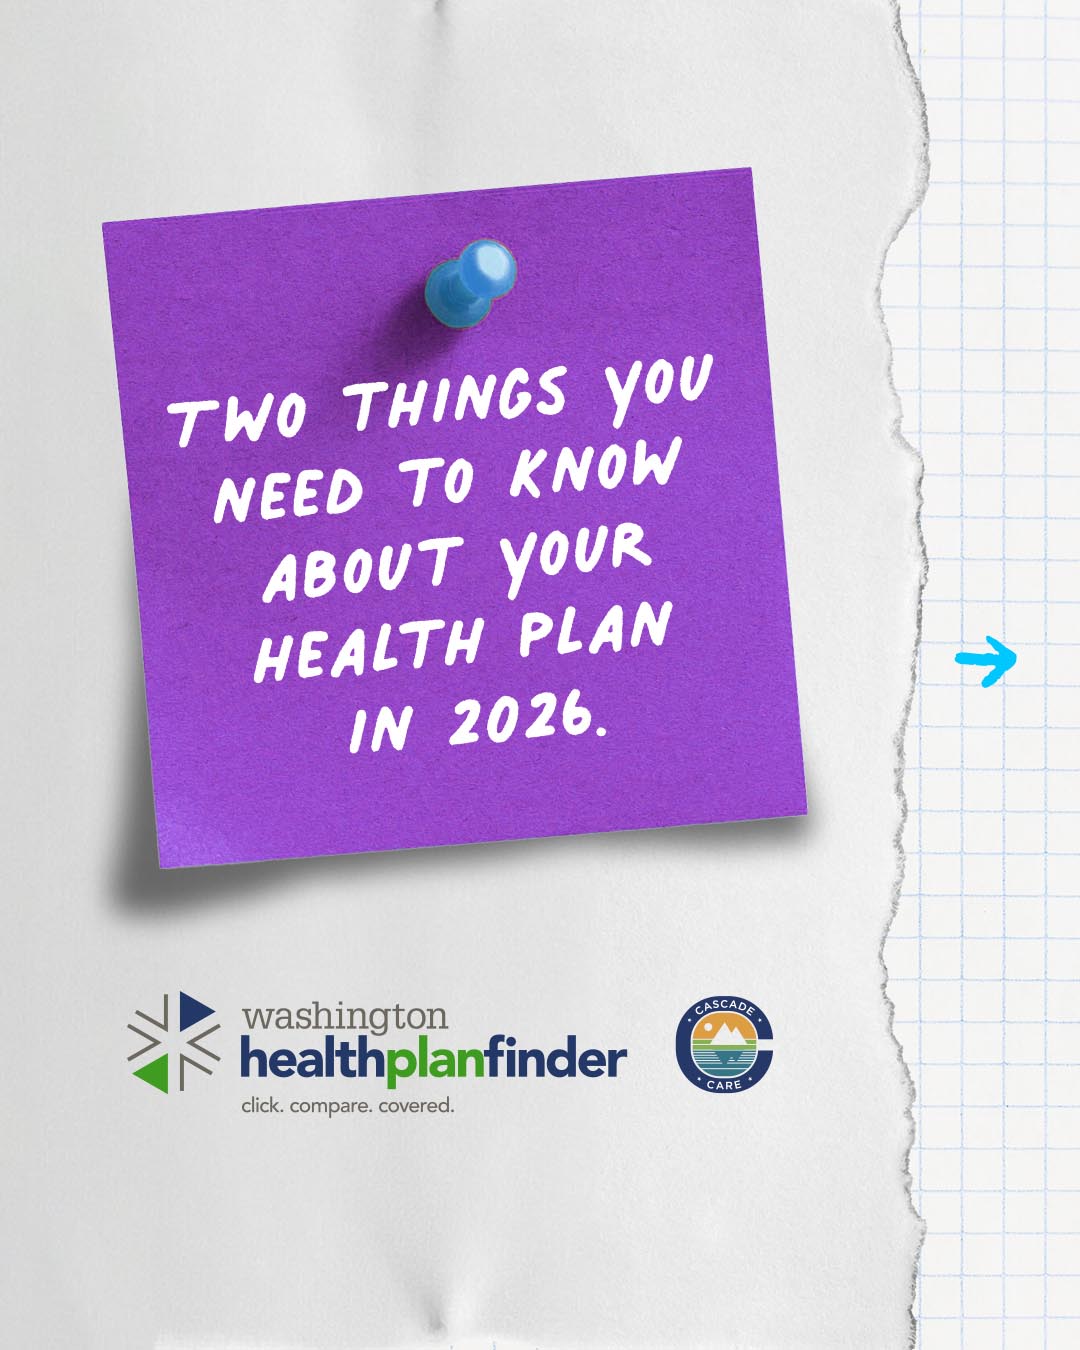 TWO THINGS YOU
NEED TO KNOW
ABOUT YOUR
HEALTH PLAN
IN 2026.
washington
healthplanfinder
click. compare. covered.
CASCADE
CARE